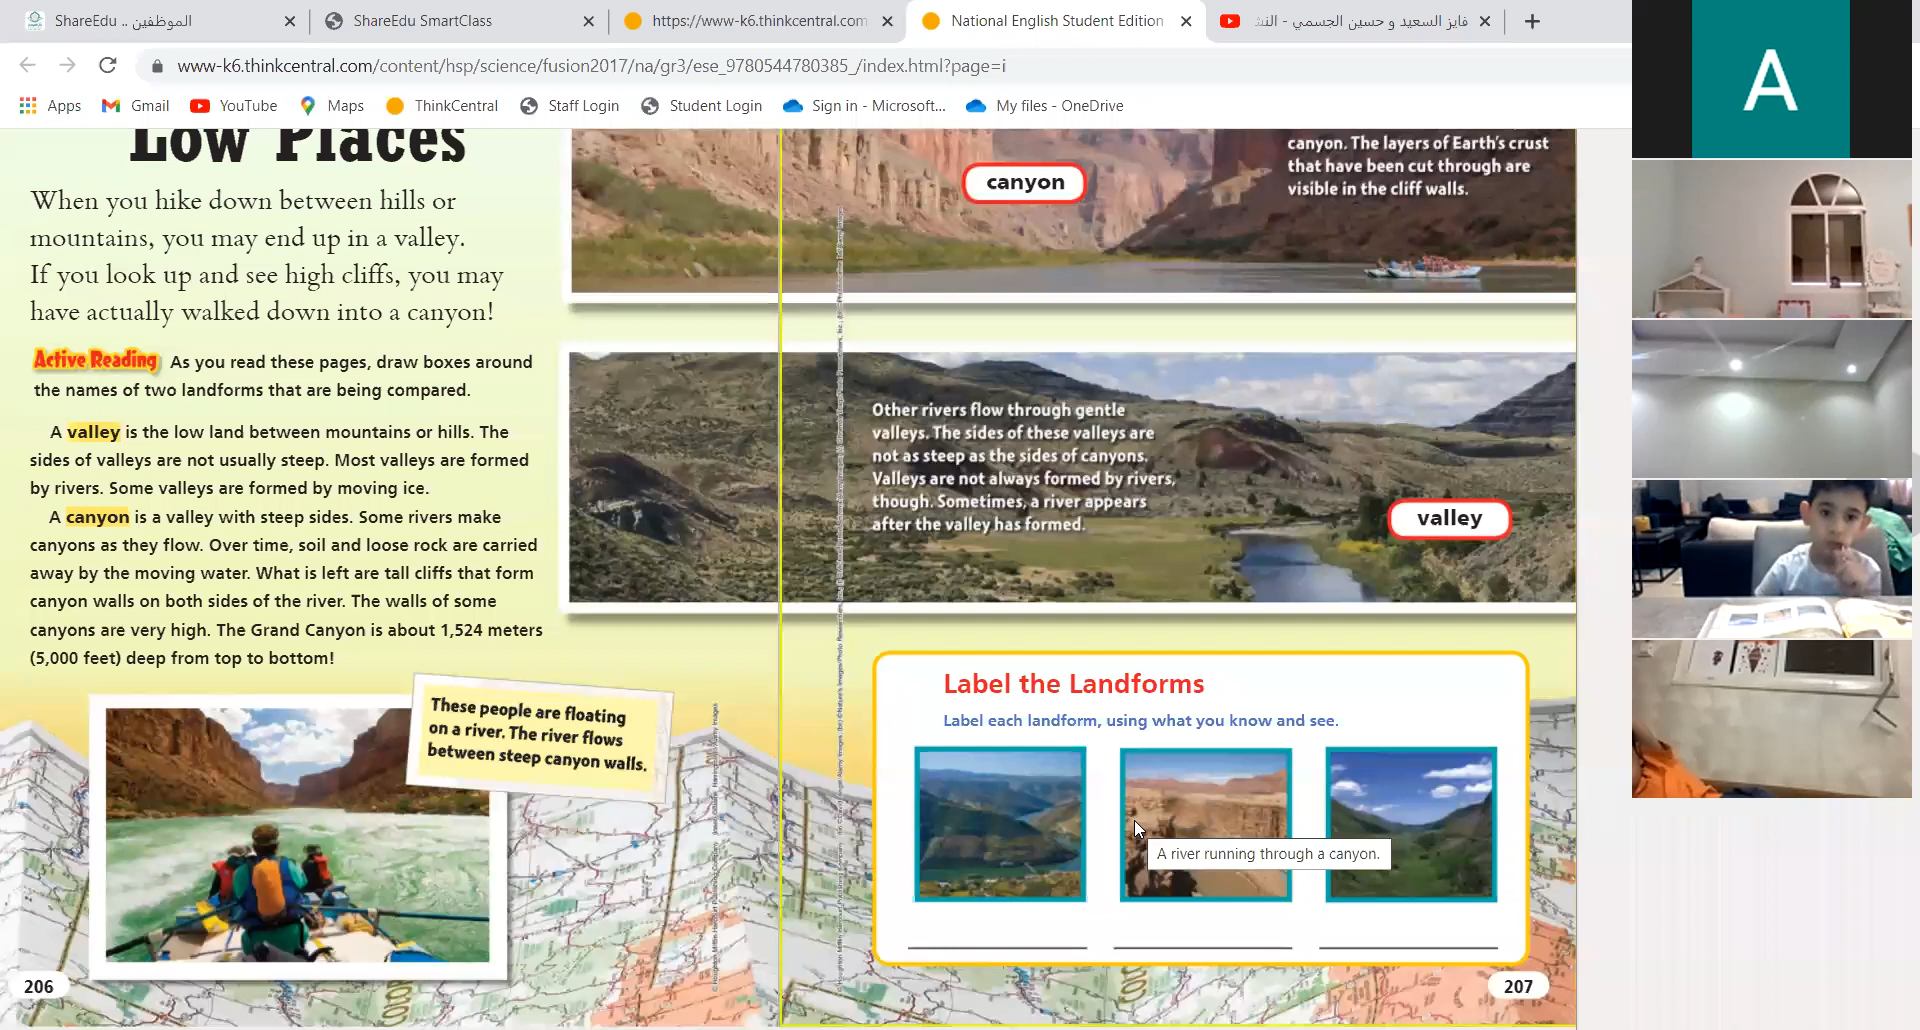 ShareEdu .. الموظفين
ShareEdu SmartClass
https://www-k6.thinkcentral.com
National English Student Edition
فايز السعيد و حسين الجسمي - الن
www-k6.thinkcentral.com/content/hsp/science/fusion2017/na/gr3/ese_9780544780385_/index.html?page=i
Apps
Gmail
YouTube
Maps
ThinkCentral
Staff Login
Student Login
Sign in - Microsoft...
My files - OneDrive
Low Places
When you hike down between hills or
mountains, you may end up in a valley.
If you look up and see high cliffs, you may
have actually walked down into a canyon!
Active Reading As you read these pages, draw boxes around
the names of two landforms that are being compared.
A valley is the low land between mountains or hills. The
sides of valleys are not usually steep. Most valleys are formed
by rivers. Some valleys are formed by moving ice.
A canyon is a valley with steep sides. Some rivers make
canyons as they flow. Over time, soil and loose rock are carried
away by the moving water. What is left are tall cliffs that form
canyon walls on both sides of the river. The walls of some
canyons are very high. The Grand Canyon is about 1,524 meters
(5,000 feet) deep from top to bottom!
These people are floating
on a river. The river flows
between steep canyon walls.
206
canyon. The layers of Earth's crust
that have been cut through are
visible in the cliff walls.
canyon
Other rivers flow through gentle
valleys. The sides of these valleys are
not as steep as the sides of canyons.
Valleys are not always formed by rivers,
though. Sometimes, a river appears
after the valley has formed.
valley
Label the Landforms
Label each landform, using what you know and see.
A river running through a canyon.
207
A